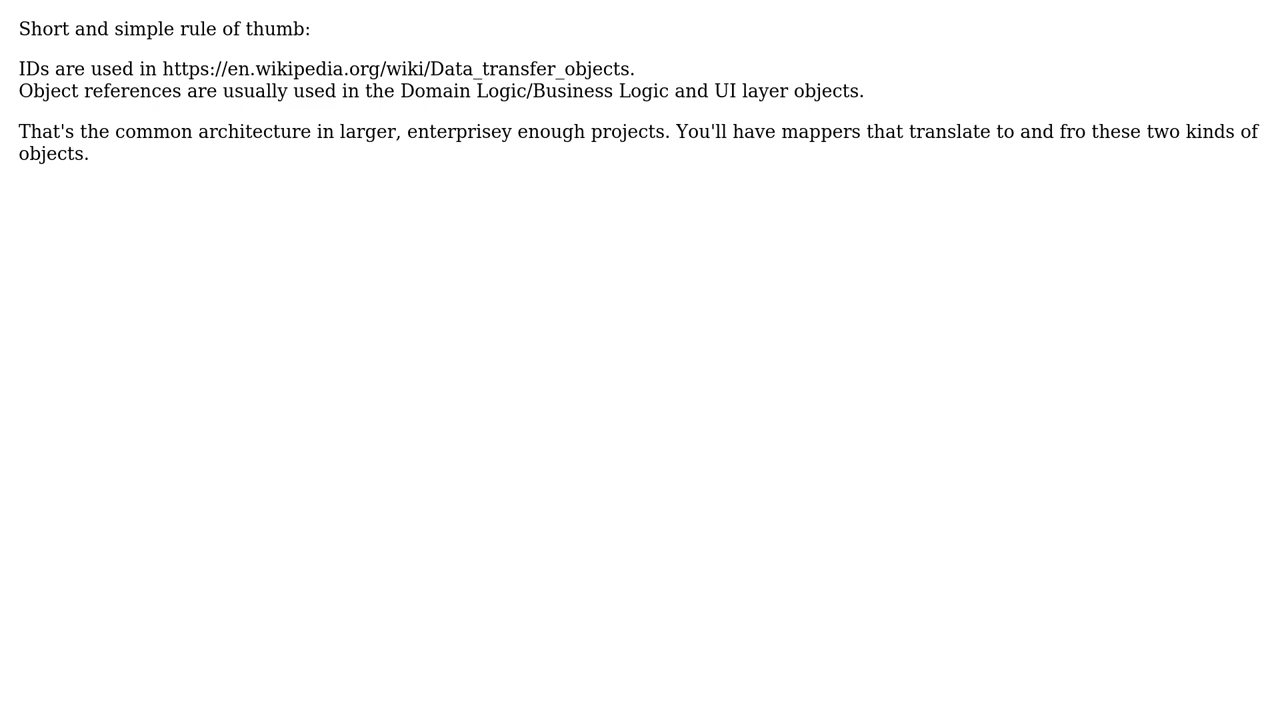 Short and simple rule of thumb:
IDs are used in https://en.wikipedia.org/wiki/Data_transfer_objects.
Object references are usually used in the Domain Logic/Business Logic and UI layer objects.
That's the common architecture in larger, enterprisey enough projects. You'll have mappers that translate to and fro these two kinds of
objects.